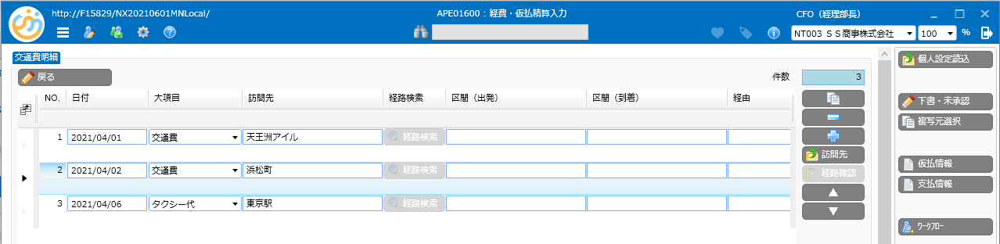 http://F15829/NX20210601MNLocal/ APE01600：経費・仮払精算入力 CFO（経理部長）
NT003 ＳＳ商事株式会社 100 %
交通費明細
個人設定読込
戻る 件数 3
NO. 日付 大項目 訪問先 経路検索 区間（出発） 区間（到着） 経由
下書・未承認
複写元選択
1 2021/04/01 交通費 天王洲アイル 経路検索
訪問先
仮払情報
2 2021/04/02 交通費 浜松町 経路検索
経路確認
支払情報
3 2021/04/06 タクシー代 東京駅 経路検索
ﾜｰｸﾌﾛｰ